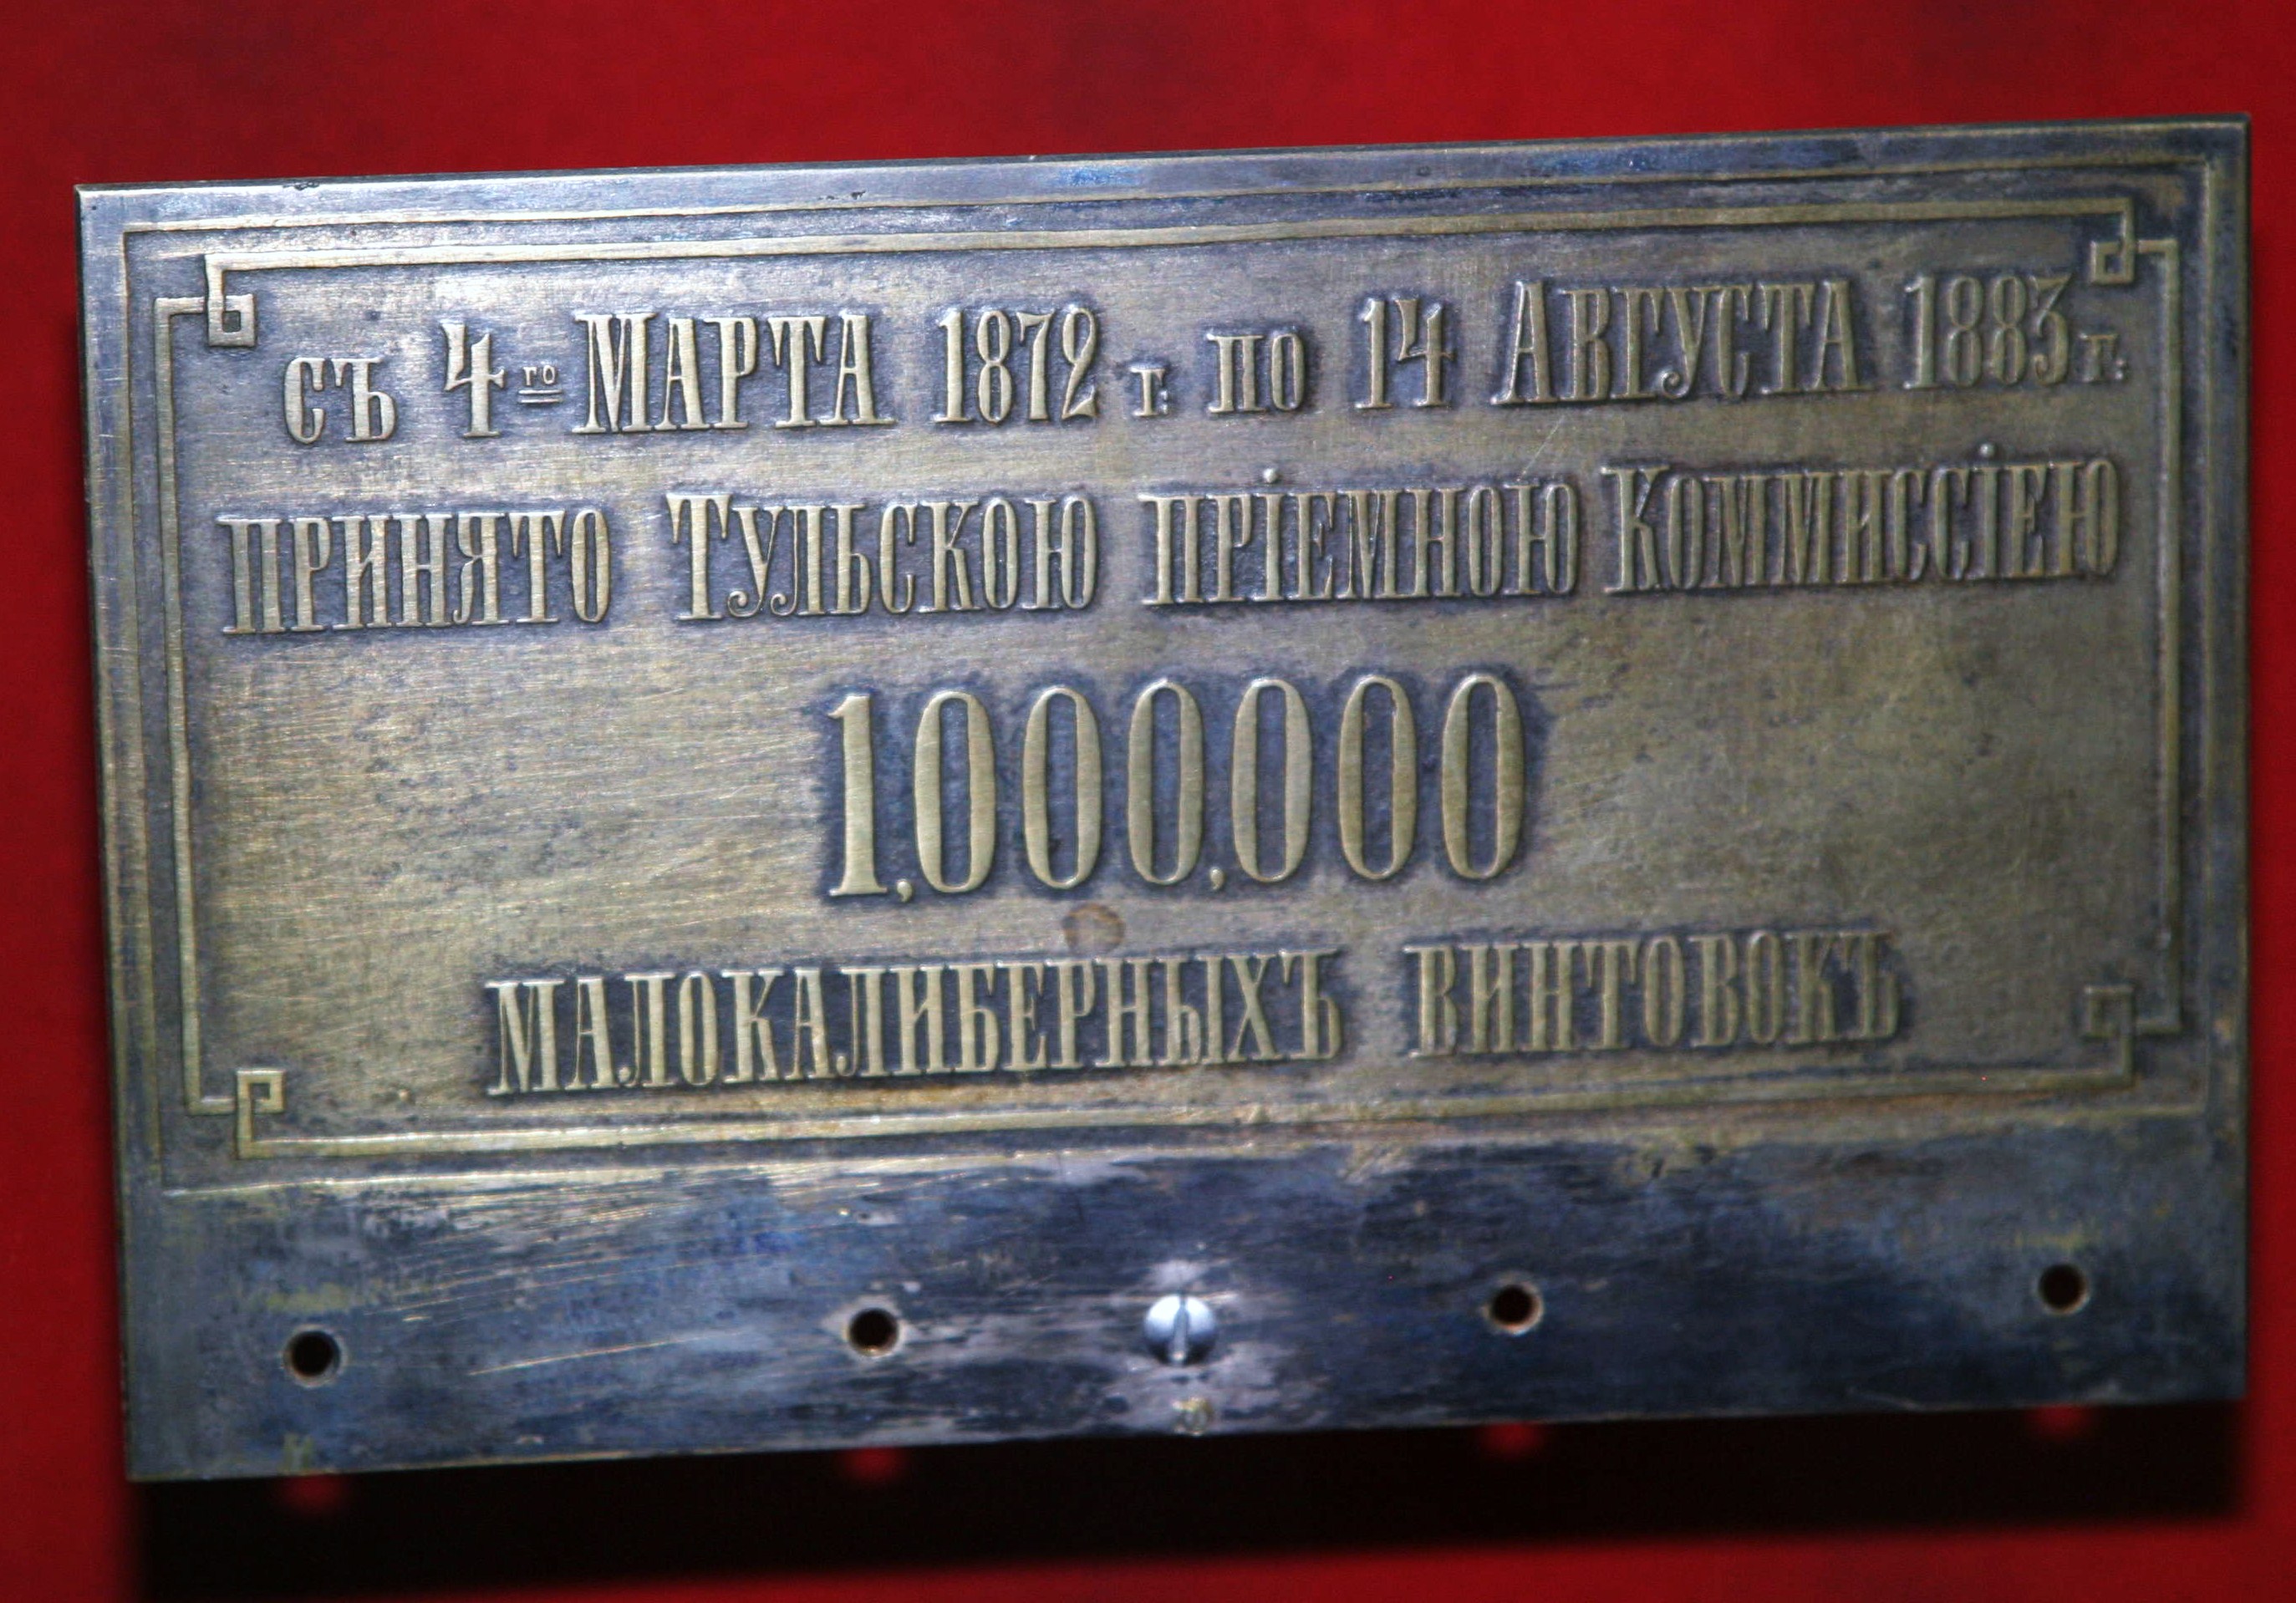 съ 4го Марта 1872 г. по 14 Августа 1883 г.
принято Тульскою пріемною Коммиссіею
1,000,000
малокалиберныхъ винтовокъ